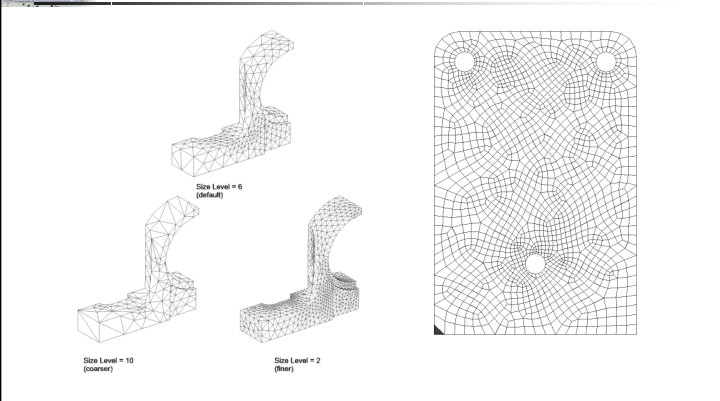 Size Level = 6
(default)
Size Level = 10
(coarser)
Size Level = 2
(finer)